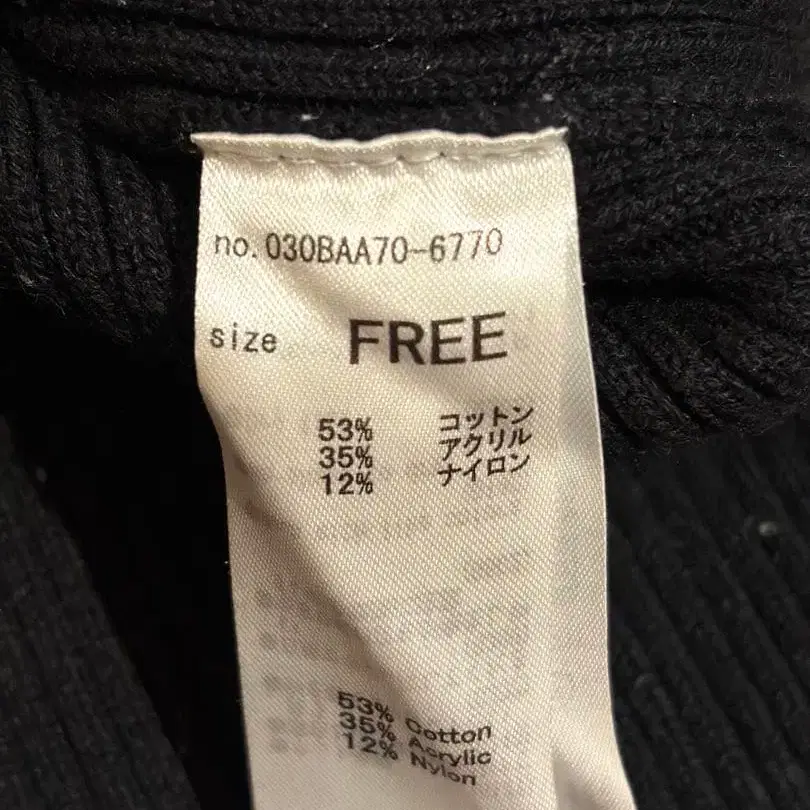 no.030BAA70-6770
size FREE
53% コットン
35% アクリル
12% ナイロン
53% Cotton
35% Acrylic
12% Nylon